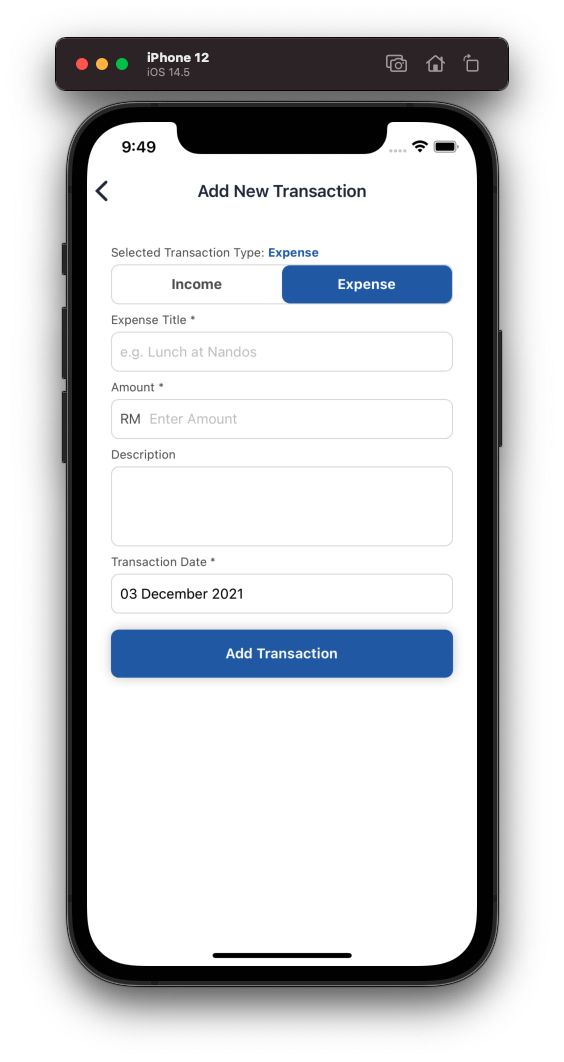 iPhone 12
iOS 14.5
9:49
Add New Transaction
Selected Transaction Type: Expense
Income Expense
Expense Title *
e.g. Lunch at Nandos
Amount *
RM Enter Amount
Description
Transaction Date *
03 December 2021
Add Transaction